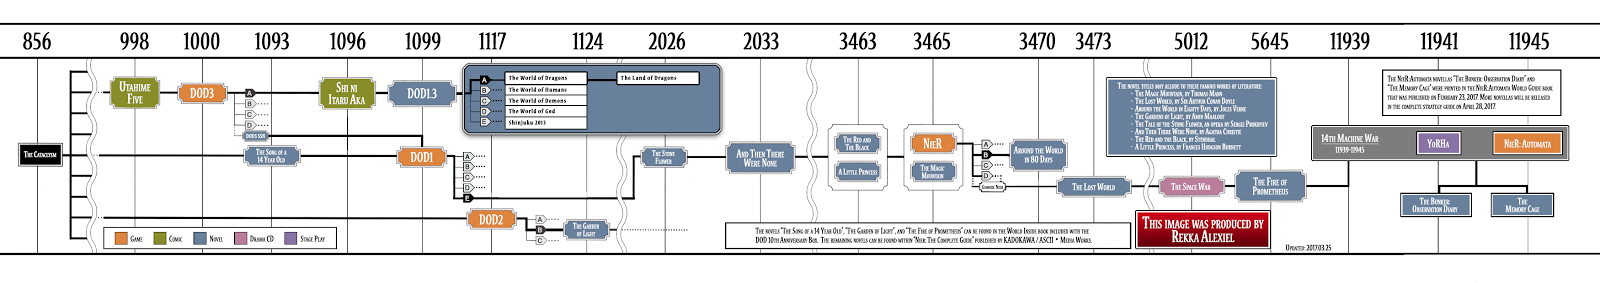 856 998 1000 1093 1096 1099 1117 1124 2026 2033 3463 3465 3470 3473 5012 5645 11939 11941 11945
The Cataclysm
Utahime
Five
DOD3
A
B
C
D
DOD3 SSN
The Song of a
14 Year Old
Shi ni
Itaru Aka
DOD1.3
DOD1
A
B
C
D
E
The World of Dragons
The World of Humans
The World of Demons
The World of God
Shinjuku 2013
The Land of Dragons
A
B
C
D
E
DOD2
A
B
C
The Garden
of Light
The Stone
Flower
And Then There
Were None
The Red and
The Black
A Little Princess
NieR
The Magic
Mountain
A
B
C
D
Gestalt NieR
Around the World
in 80 Days
The Lost World
The novel titles may allude to these famous works of literature:
- The Magic Mountain, by Thomas Mann
- The Lost World, by Sir Arthur Conan Doyle
- Around the World in Eighty Days, by Jules Verne
- The Gardens of Light, by Amin Maalouf
- The Tale of the Stone Flower, an opera by Sergei Prokofiev
- And Then There Were None, by Agatha Christie
- The Red and the Black, by Stendhal
- A Little Princess, by Frances Hodgson Burnett
The Space War
The Fire of
Prometheus
The NieR:Automata novellas "The Bunker: Observation Diary" and
"The Memory Cage" were printed in the NieR:Automata World Guide book
that was published on February 23, 2017. More novellas will be released
in the complete strategy guide on April 28, 2017.
14th Machine War
11939-11945
YoRHa
NieR: Automata
The Bunker:
Observation Diary
The
Memory Cage
Game Comic Novel Drama CD Stage Play
The novels "The Song of a 14 Year Old", "The Garden of Light", and "The Fire of Prometheus" can be found in the World Inside book included with the
DOD 10th Anniversary Box. The remaining novels can be found within "NieR: The Complete Guide" published by KADOKAWA / ASCII • Media Works.
This image was produced by
Rekka Alexiel
Updated: 2017.03.25